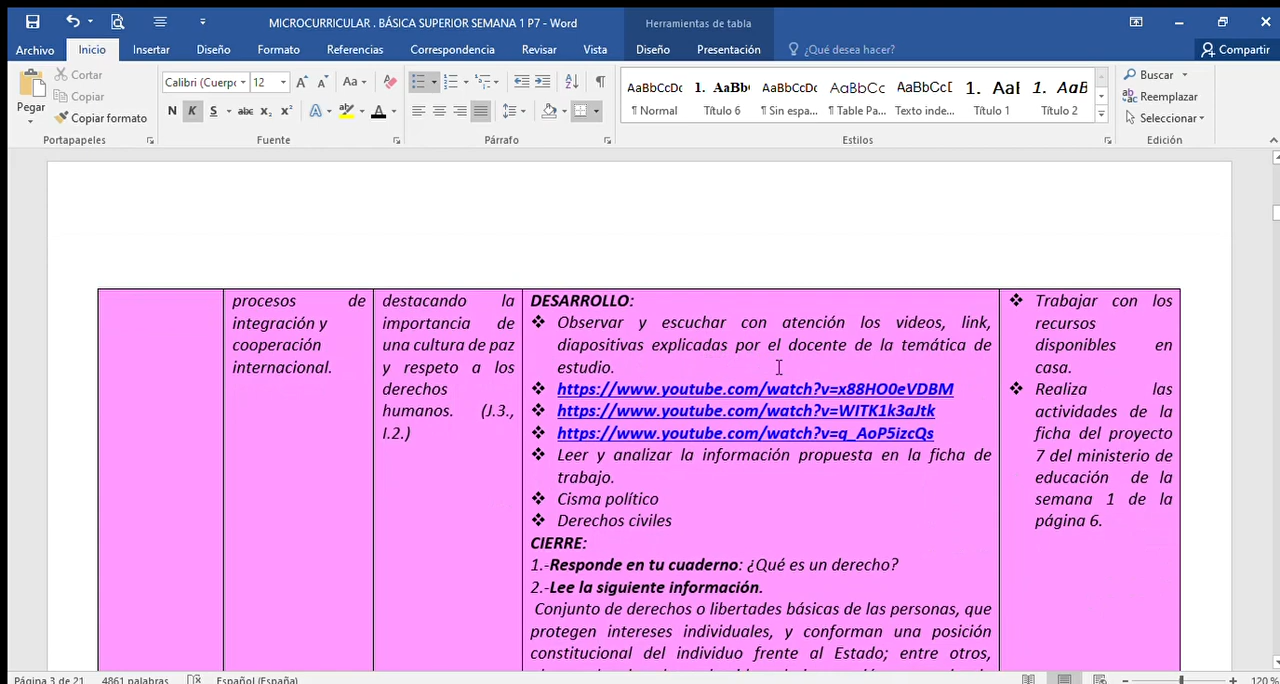 MICROCURRICULAR . BÁSICA SUPERIOR SEMANA 1 P7 - Word
Herramientas de tabla
Archivo Inicio Insertar Diseño Formato Referencias Correspondencia Revisar Vista Diseño Presentación ¿Qué desea hacer? Compartir
Pegar
Cortar
Copiar
Copiar formato
Portapapeles
Calibri (Cuerpo 12
N K S abc x₂ x²
Fuente
Párrafo
AaBbCcDc 1. AaBb( AaBbCcDc AaBbCc AaBbCcD 1. AaB 1. AaB
¶ Normal Título 6 ¶ Sin espa... ¶ Table Pa... Texto inde... Título 1 Título 2
Estilos
Buscar
Reemplazar
Seleccionar
Edición
procesos de
integración y
cooperación
internacional.
destacando la
importancia de
una cultura de paz
y respeto a los
derechos
humanos. (J.3.,
I.2.)
DESARROLLO:
❖ Observar y escuchar con atención los videos, link,
diapositivas explicadas por el docente de la temática de
estudio.
❖ https://www.youtube.com/watch?v=x88HO0eVDBM
❖ https://www.youtube.com/watch?v=WITK1k3aJtk
❖ https://www.youtube.com/watch?v=q_AoP5izcQs
❖ Leer y analizar la información propuesta en la ficha de
trabajo.
❖ Cisma político
❖ Derechos civiles
CIERRE:
1.-Responde en tu cuaderno: ¿Qué es un derecho?
2.-Lee la siguiente información.
Conjunto de derechos o libertades básicas de las personas, que
protegen intereses individuales, y conforman una posición
constitucional del individuo frente al Estado; entre otros,
❖ Trabajar con los
recursos
disponibles en
casa.
❖ Realiza las
actividades de la
ficha del proyecto
7 del ministerio de
educación de la
semana 1 de la
página 6.
Página 3 de 21 4861 palabras Español (España) 120 %